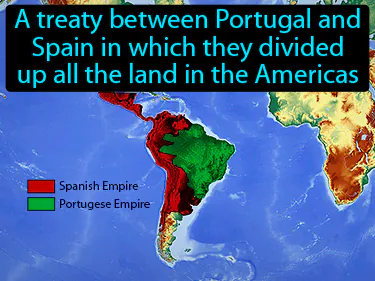 A treaty between Portugal and
Spain in which they divided
up all the land in the Americas
Spanish Empire
Portugese Empire